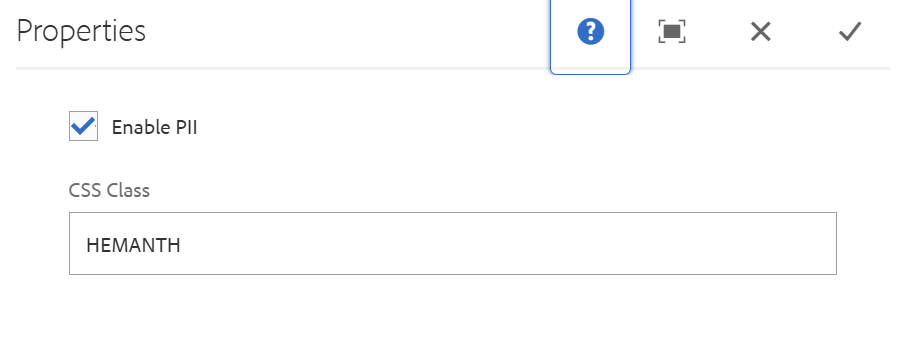 Properties
?
Enable PII
CSS Class
HEMANTH